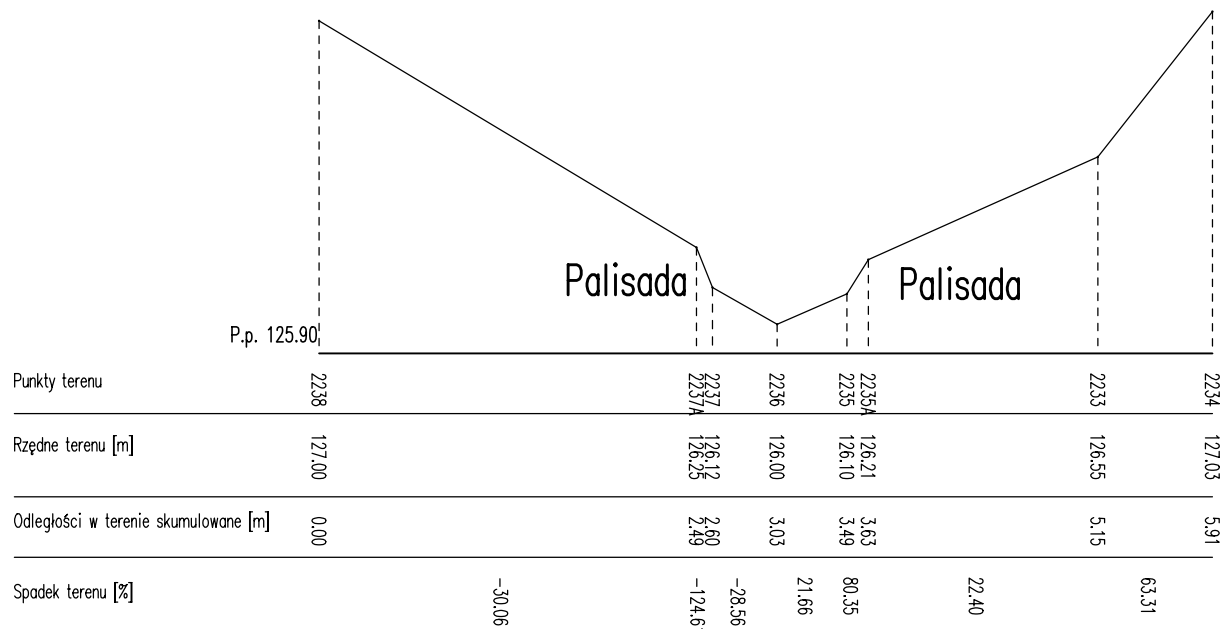 Palisada
Palisada
P.p. 125.90
Punkty terenu 2238 2237A 2237 2236 2235 2235A 2233 2234
Rzędne terenu [m] 127.00 126.25 126.12 126.00 126.10 126.21 126.55 127.03
Odległości w terenie skumulowane [m] 0.00 2.49 2.60 3.03 3.49 3.63 5.15 5.91
Spadek terenu [%] -30.06 -28.56 21.66 80.35 22.40 63.31